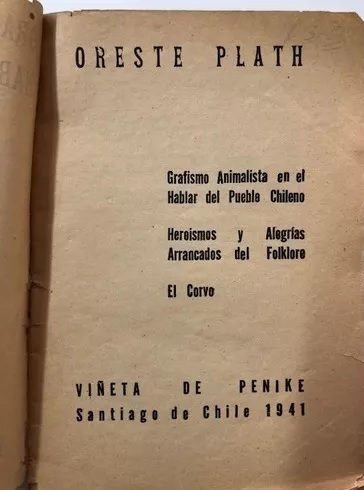 ORESTE PLATH
Grafismo Animalista en el
Hablar del Pueblo Chileno
Heroismos y Alegrías
Arrancados del Folklore
El Corvo
VIÑETA DE PENIKE
Santiago de Chile 1941